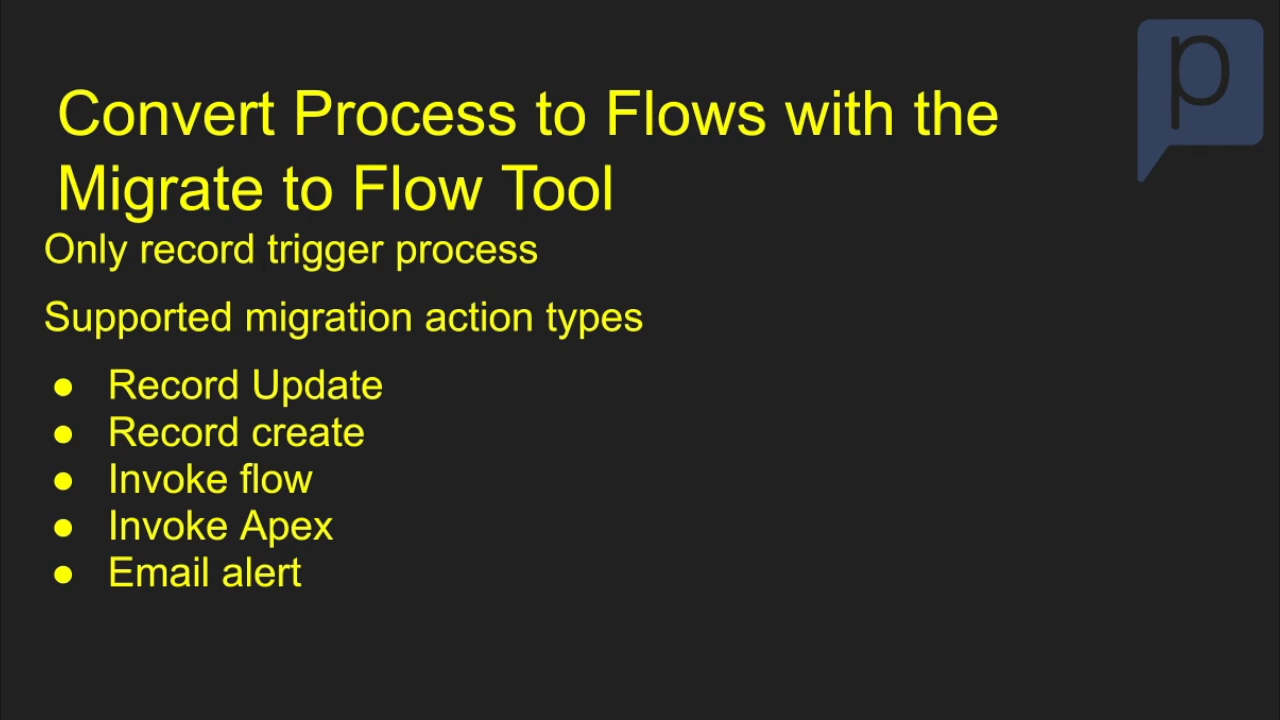 p
Convert Process to Flows with the
Migrate to Flow Tool
Only record trigger process
Supported migration action types
● Record Update
● Record create
● Invoke flow
● Invoke Apex
● Email alert